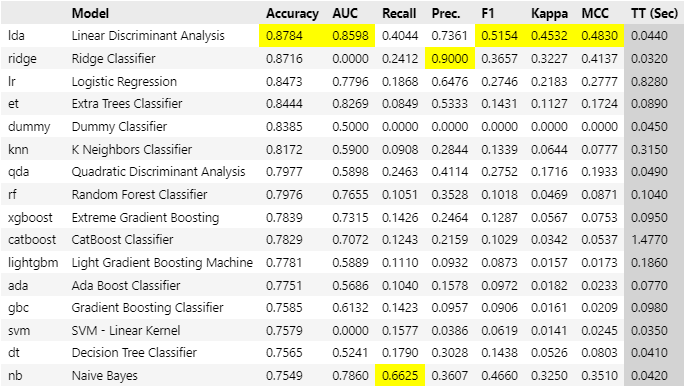 Model Accuracy AUC Recall Prec. F1 Kappa MCC TT (Sec)
lda Linear Discriminant Analysis 0.8784 0.8598 0.4044 0.7361 0.5154 0.4532 0.4830 0.0440
ridge Ridge Classifier 0.8716 0.0000 0.2412 0.9000 0.3657 0.3227 0.4137 0.0320
lr Logistic Regression 0.8473 0.7796 0.1868 0.6476 0.2746 0.2183 0.2777 0.8280
et Extra Trees Classifier 0.8444 0.8269 0.0849 0.5333 0.1431 0.1127 0.1724 0.0890
dummy Dummy Classifier 0.8385 0.5000 0.0000 0.0000 0.0000 0.0000 0.0000 0.0450
knn K Neighbors Classifier 0.8172 0.5900 0.0908 0.2844 0.1339 0.0644 0.0777 0.3150
qda Quadratic Discriminant Analysis 0.7977 0.5898 0.2463 0.4114 0.2752 0.1716 0.1933 0.0490
rf Random Forest Classifier 0.7976 0.7655 0.1051 0.3528 0.1018 0.0469 0.0871 0.1040
xgboost Extreme Gradient Boosting 0.7839 0.7315 0.1426 0.2464 0.1287 0.0567 0.0753 0.0950
catboost CatBoost Classifier 0.7829 0.7072 0.1243 0.2159 0.1029 0.0342 0.0537 1.4770
lightgbm Light Gradient Boosting Machine 0.7781 0.5889 0.1110 0.0932 0.0873 0.0157 0.0173 0.1860
ada Ada Boost Classifier 0.7751 0.5686 0.1040 0.1578 0.0972 0.0182 0.0233 0.0770
gbc Gradient Boosting Classifier 0.7585 0.6132 0.1423 0.0957 0.0906 0.0161 0.0209 0.0980
svm SVM - Linear Kernel 0.7579 0.0000 0.1577 0.0386 0.0619 0.0141 0.0245 0.0350
dt Decision Tree Classifier 0.7565 0.5241 0.1790 0.3028 0.1438 0.0526 0.0803 0.0410
nb Naive Bayes 0.7549 0.7860 0.6625 0.3607 0.4660 0.3250 0.3510 0.0420